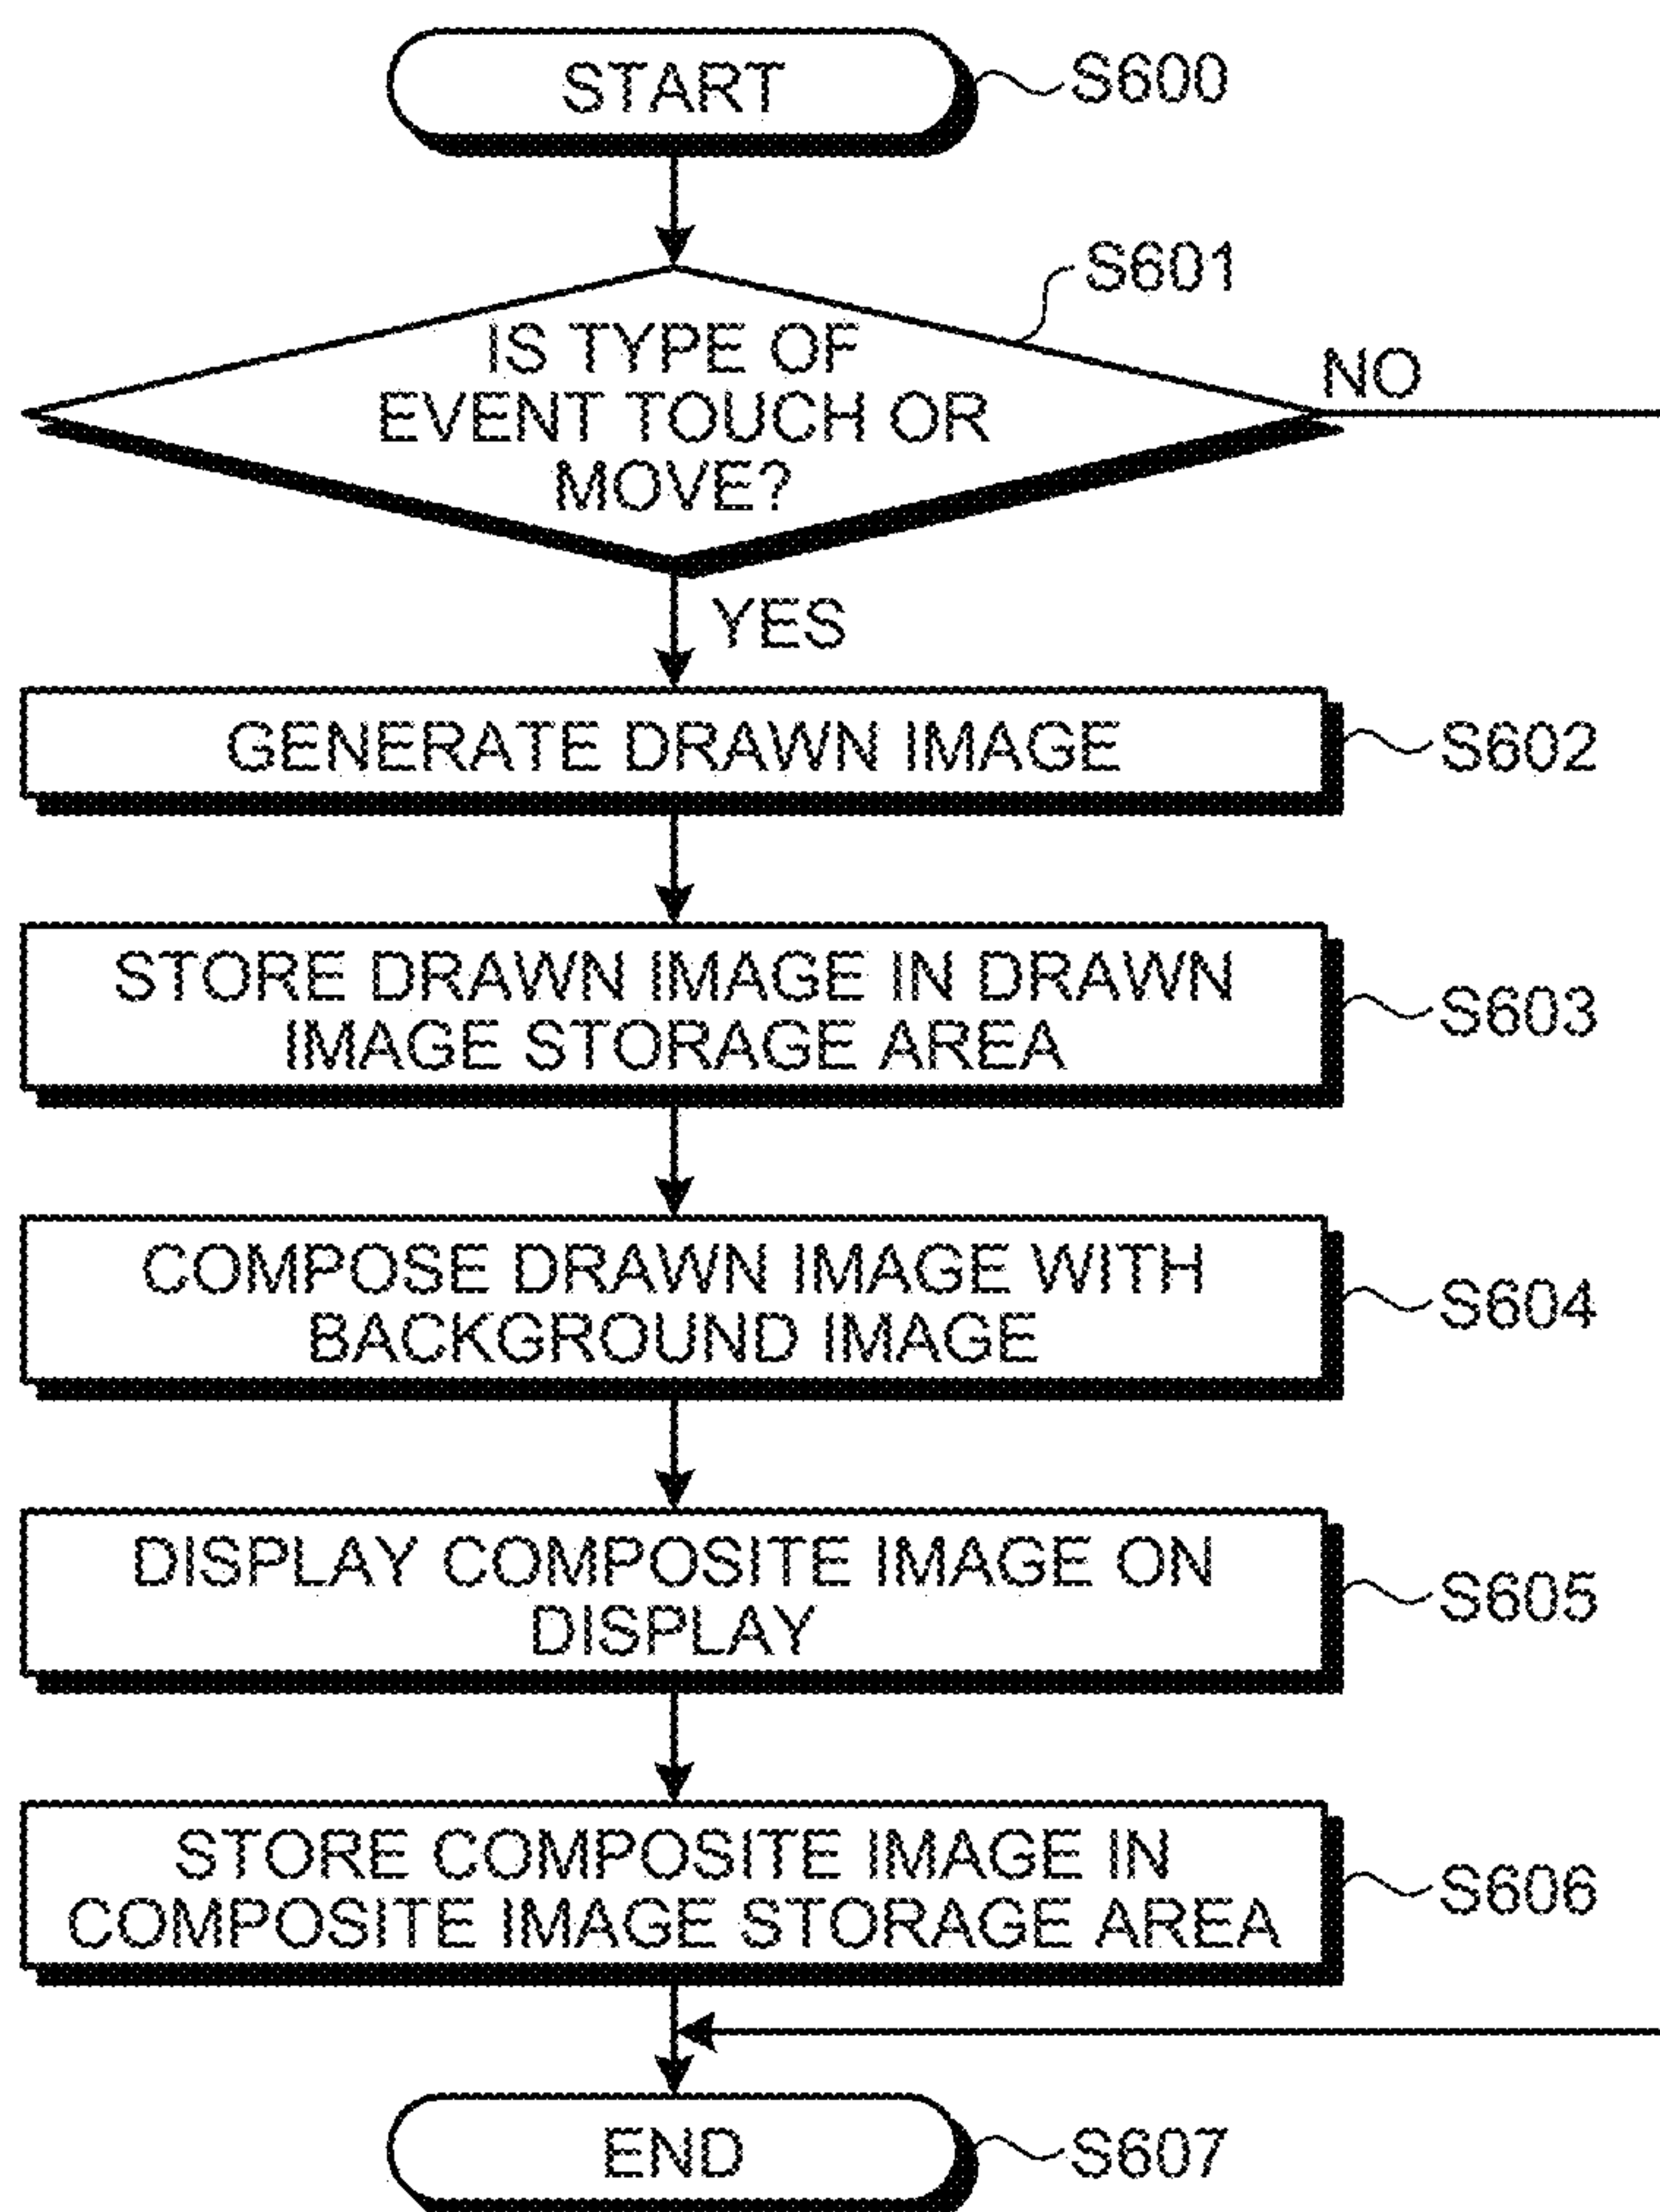 START
S600
S601
IS TYPE OF
EVENT TOUCH OR
MOVE?
NO
YES
GENERATE DRAWN IMAGE
S602
STORE DRAWN IMAGE IN DRAWN
IMAGE STORAGE AREA
S603
COMPOSE DRAWN IMAGE WITH
BACKGROUND IMAGE
S604
DISPLAY COMPOSITE IMAGE ON
DISPLAY
S605
STORE COMPOSITE IMAGE IN
COMPOSITE IMAGE STORAGE AREA
S606
END
S607